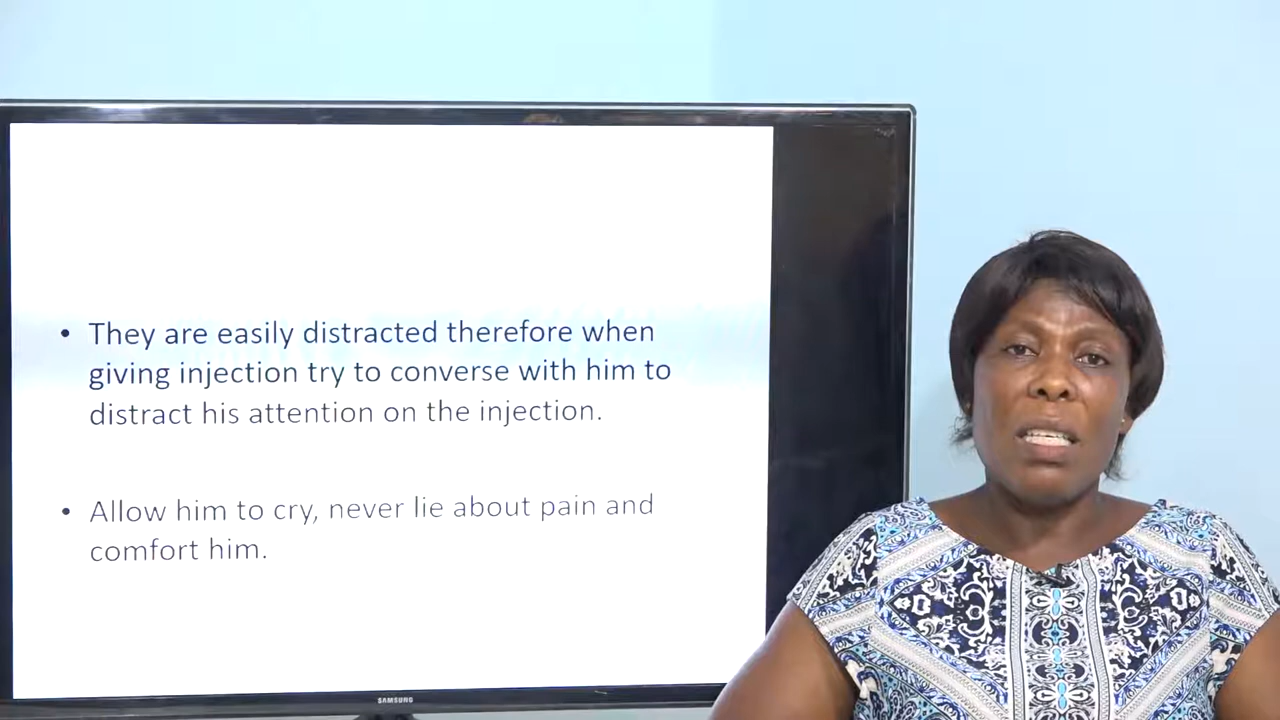 • They are easily distracted therefore when
giving injection try to converse with him to
distract his attention on the injection.
• Allow him to cry, never lie about pain and
comfort him.
SAMSUNG